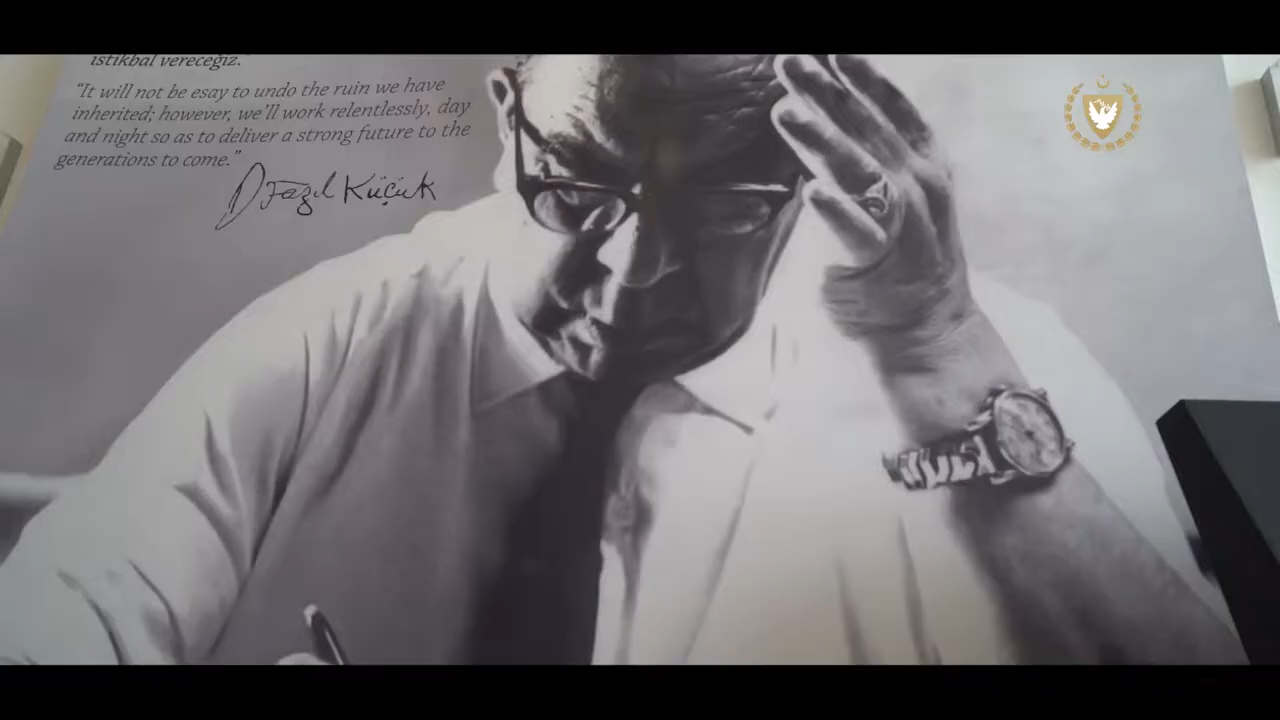 istikbal vereceğiz."
“It will not be esay to undo the ruin we have
inherited; however, we'll work relentlessly, day
and night so as to deliver a strong future to the
generations to come.”
D Fazıl Küçük